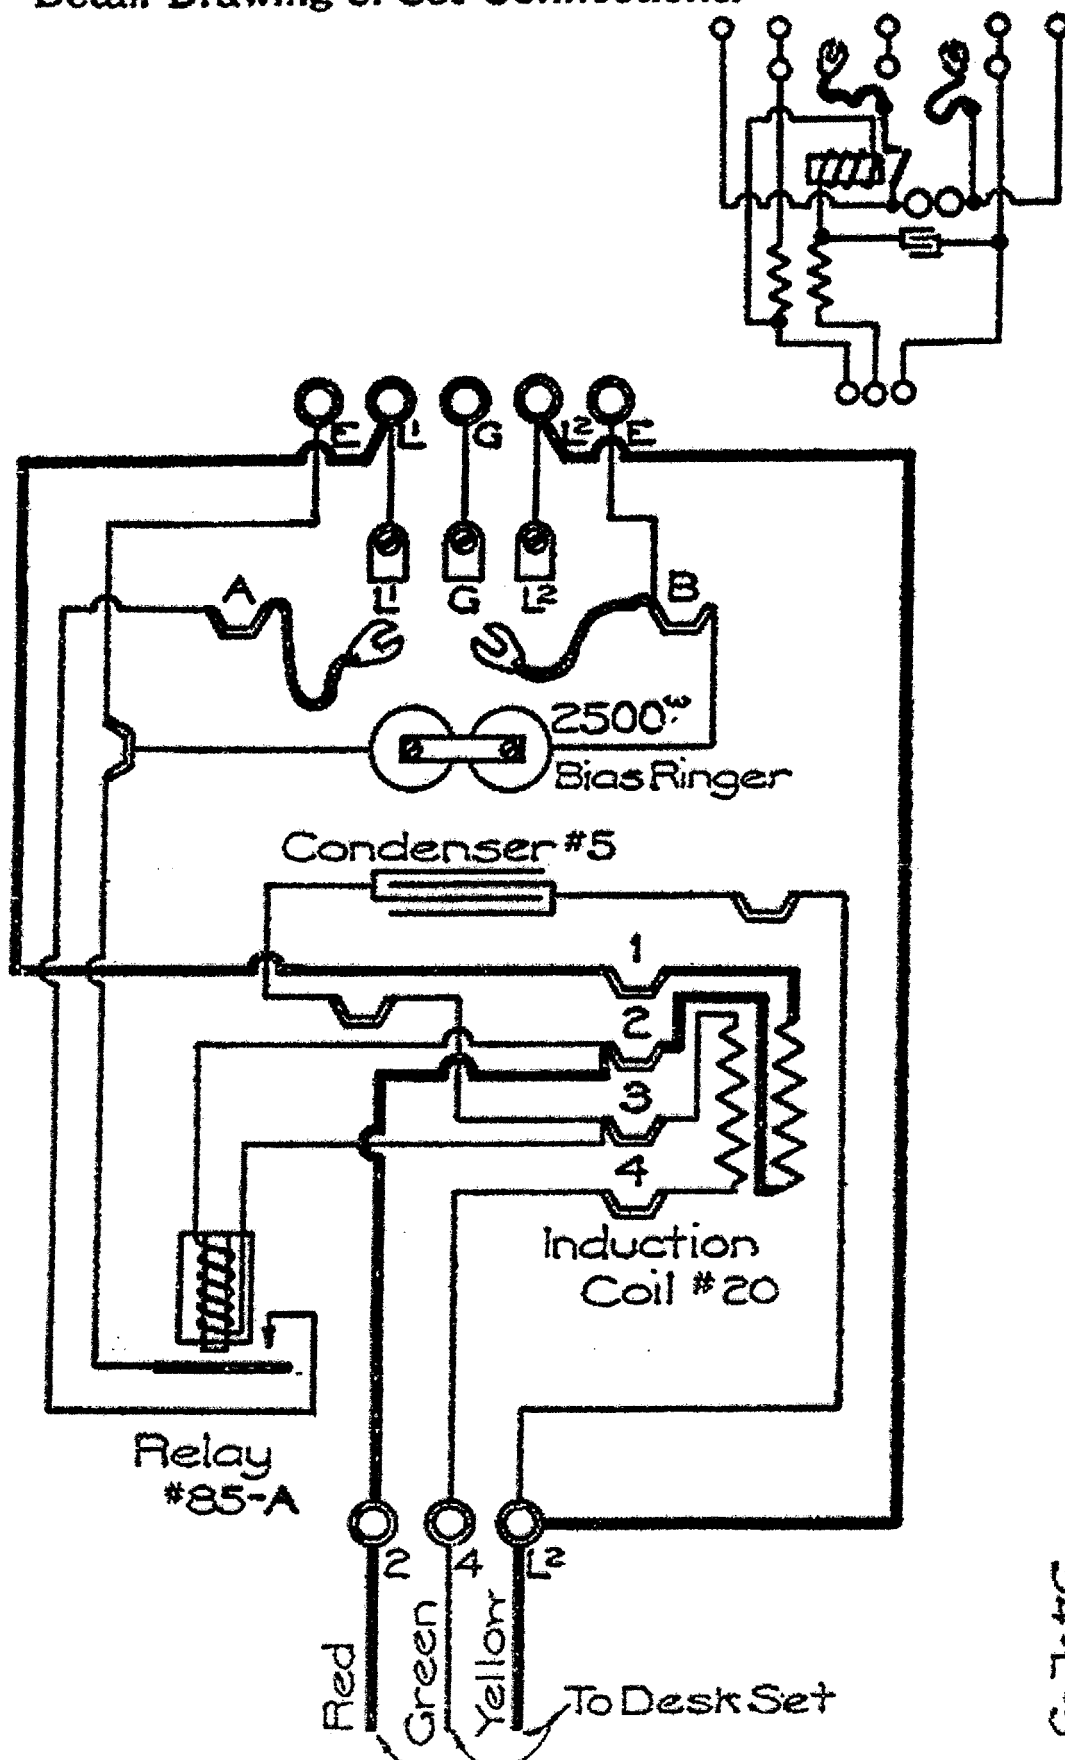 E L¹ G L² E
A L¹ G L² B
2500ω
Bias Ringer
Condenser #5
1
2
3
4
Induction
Coil #20
Relay
#85-A
2 4 L²
Red Green Yellow
To Desk Set